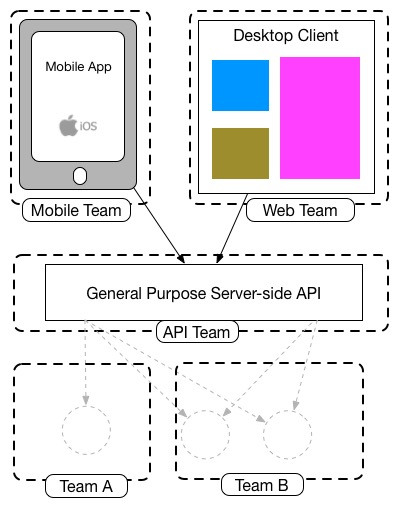 Mobile App
iOS
Mobile Team
Desktop Client
Web Team
General Purpose Server-side API
API Team
Team A
Team B